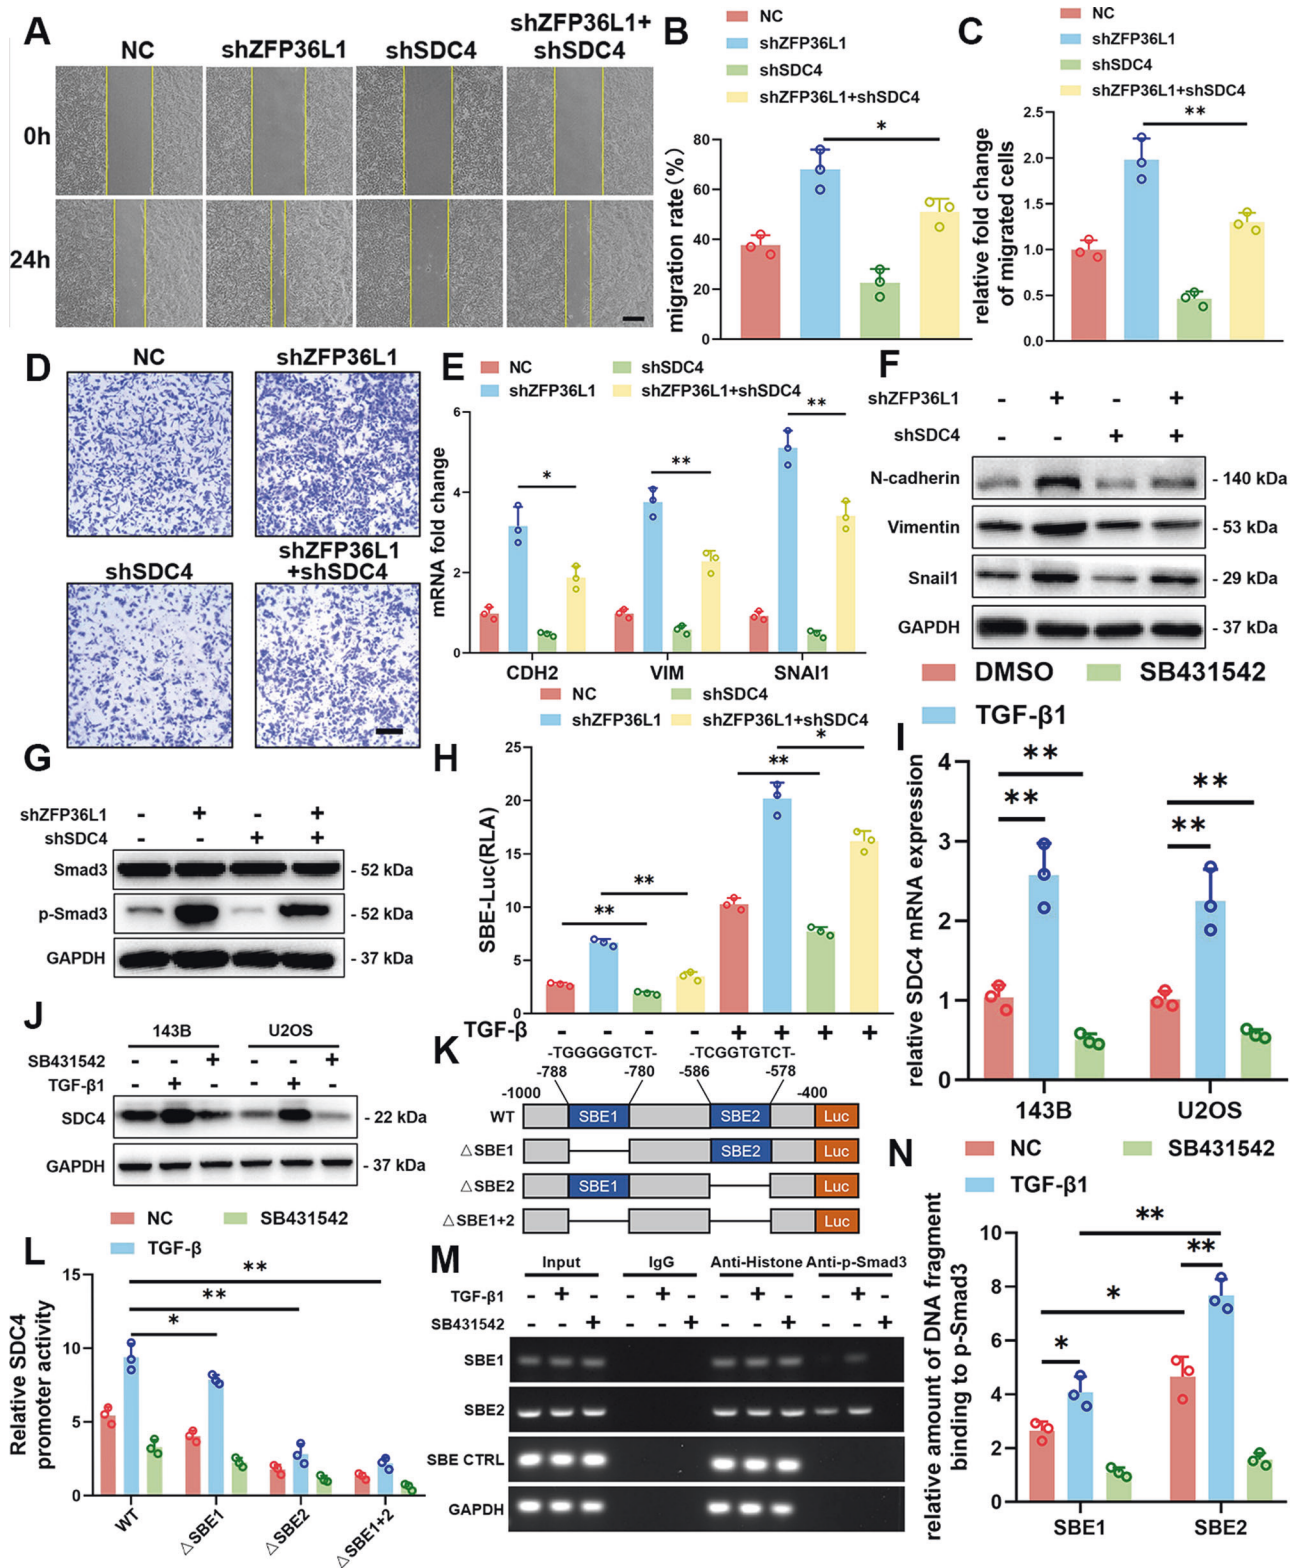 A
NC
shZFP36L1
shSDC4
shZFP36L1+
shSDC4
0h
24h
B
NC
shZFP36L1
shSDC4
shZFP36L1+shSDC4
migration rate (%)
80
60
40
20
0
*
C
NC
shZFP36L1
shSDC4
shZFP36L1+shSDC4
relative fold change
of migrated cells
2.5
2.0
1.5
1.0
0.5
0.0
**
D
NC
shZFP36L1
shSDC4
shZFP36L1
+shSDC4
E
NC
shSDC4
shZFP36L1
shZFP36L1+shSDC4
mRNA fold change
6
4
2
0
*
**
**
CDH2
VIM
SNAI1
F
shZFP36L1 - + - +
shSDC4 - - + +
N-cadherin - 140 kDa
Vimentin - 53 kDa
Snail1 - 29 kDa
GAPDH - 37 kDa
G
shZFP36L1 - + - +
shSDC4 - - + +
Smad3 - 52 kDa
p-Smad3 - 52 kDa
GAPDH - 37 kDa
H
NC
shSDC4
shZFP36L1
shZFP36L1+shSDC4
SBE-Luc(RLA)
25
20
15
10
5
0
**
**
**
*
TGF-β - - - - + + + +
I
DMSO
SB431542
TGF-β1
relative SDC4 mRNA expression
4
3
2
1
0
**
**
**
**
143B
U2OS
J
143B
U2OS
SB431542 - - + - - +
TGF-β1 - + - - + -
SDC4 - 22 kDa
GAPDH - 37 kDa
K
-TGGGGGTCT-
-TCGGTGTCT-
-1000
-788
-780
-586
-578
-400
WT SBE1 SBE2 Luc
△SBE1 SBE2 Luc
△SBE2 SBE1 Luc
△SBE1+2 Luc
L
NC
SB431542
TGF-β
Relative SDC4
promoter activity
15
10
5
0
**
**
*
WT
△SBE1
△SBE2
△SBE1+2
M
Input
IgG
Anti-Histone
Anti-p-Smad3
TGF-β1 - + - - + - - + - - + -
SB431542 - - + - - + - - + - - +
SBE1
SBE2
SBE CTRL
GAPDH
N
NC
SB431542
TGF-β1
relative amount of DNA fragment
binding to p-Smad3
10
8
6
4
2
0
**
**
*
*
SBE1
SBE2